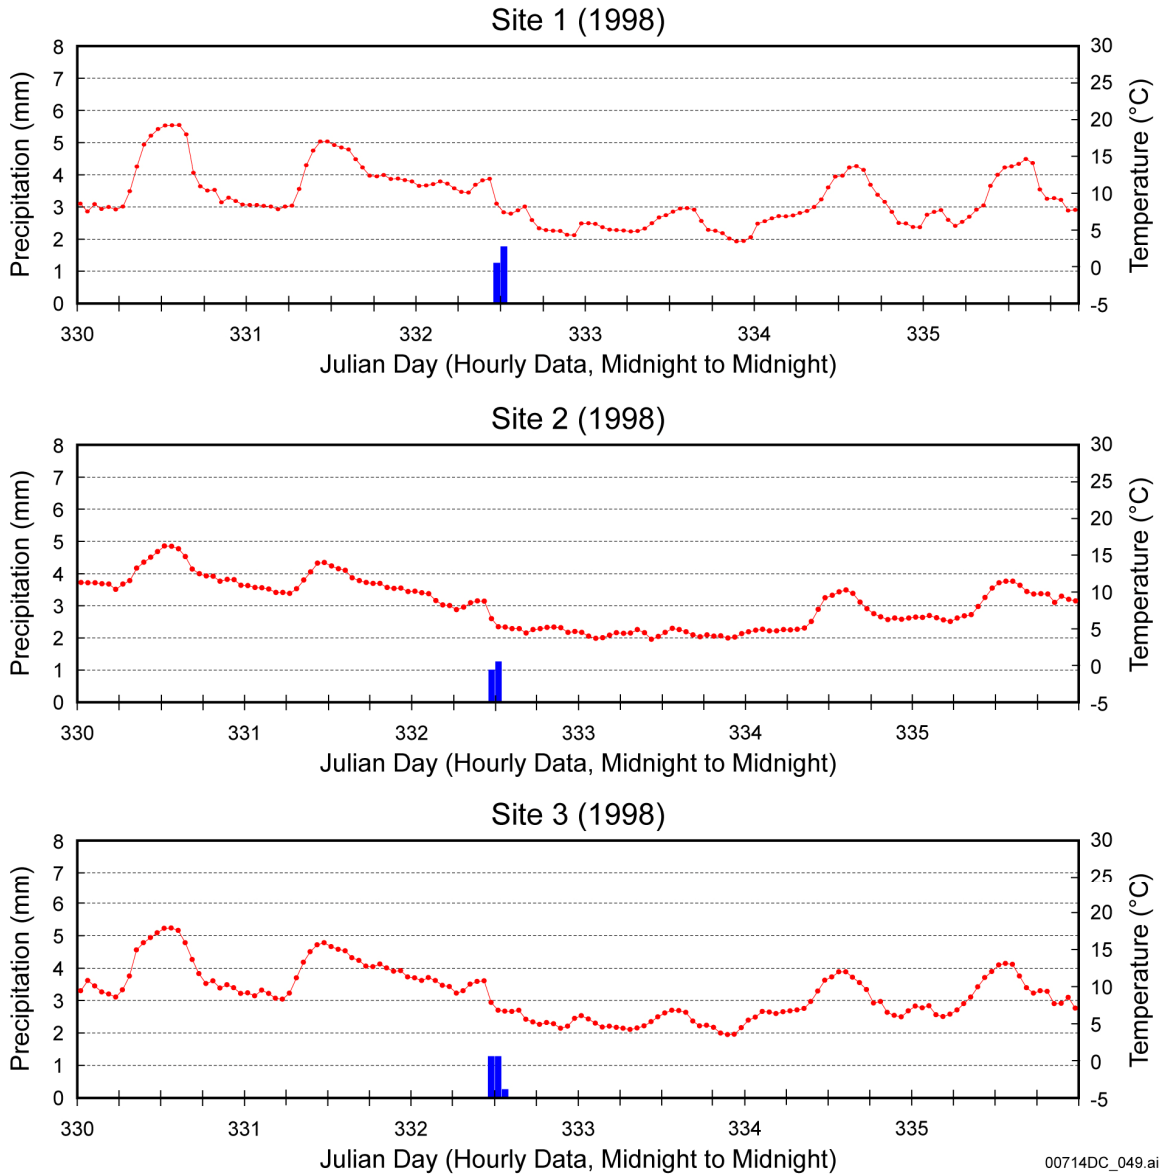 Site 1 (1998)
8 30
7 25
6 20
5 15
4 10
3 5
2 0
1 -5
0
Precipitation (mm)
Temperature (°C)
330 331 332 333 334 335
Julian Day (Hourly Data, Midnight to Midnight)
Site 2 (1998)
8 30
7 25
6 20
5 15
4 10
3 5
2 0
1 -5
0
Precipitation (mm)
Temperature (°C)
330 331 332 333 334 335
Julian Day (Hourly Data, Midnight to Midnight)
Site 3 (1998)
8 30
7 25
6 20
5 15
4 10
3 5
2 0
1 -5
0
Precipitation (mm)
Temperature (°C)
330 331 332 333 334 335
Julian Day (Hourly Data, Midnight to Midnight)
00714DC_049.ai